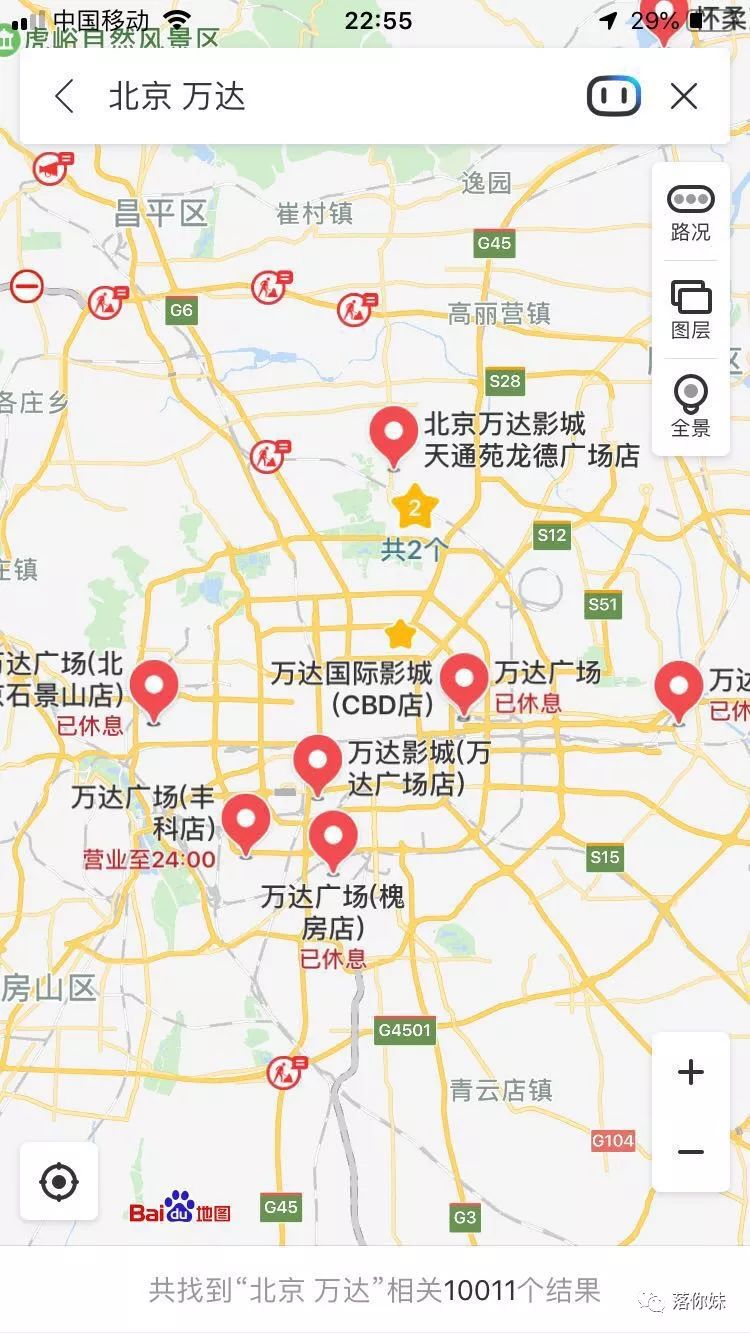 中国移动 22:55 29% 怀柔
虎峪自然风景区
北京 万达
逸园
昌平区
崔村镇
路况
G45
G6
高丽营镇
图层
S28
各庄乡
全景
北京万达影城
天通苑龙德广场店
2
共2个
S12
庄镇
S51
万达广场(北
京石景山店)
已休息
万达国际影城
(CBD店)
万达广场
已休息
万达
已休
万达影城(万
达广场店)
万达广场(丰
科店)
营业至24:00
S15
万达广场(槐
房店)
已休息
房山区
G4501
青云店镇
G104
Bai du 地图
G45
G3
共找到“北京 万达”相关10011个结果
落你妹